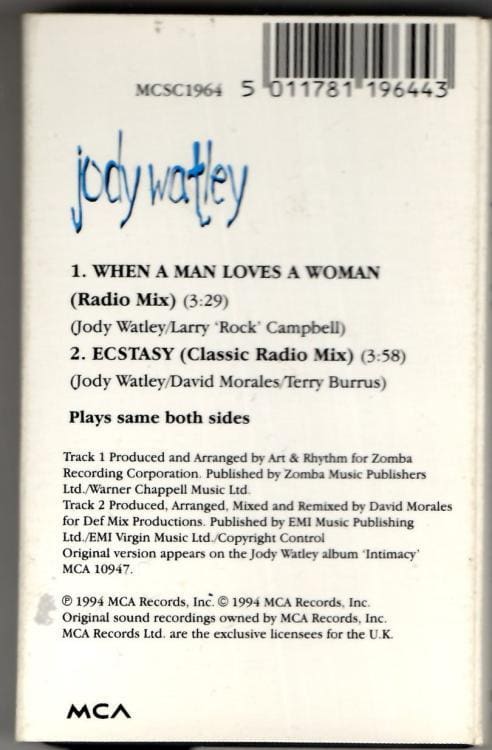 MCSC1964 5 011781 196443
jody watley
1. WHEN A MAN LOVES A WOMAN
(Radio Mix) (3:29)
(Jody Watley/Larry 'Rock' Campbell)
2. ECSTASY (Classic Radio Mix) (3:58)
(Jody Watley/David Morales/Terry Burrus)
Plays same both sides
Track 1 Produced and Arranged by Art & Rhythm for Zomba
Recording Corporation. Published by Zomba Music Publishers
Ltd./Warner Chappell Music Ltd.
Track 2 Produced, Arranged, Mixed and Remixed by David Morales
for Def Mix Productions. Published by EMI Music Publishing
Ltd./EMI Virgin Music Ltd./Copyright Control
Original version appears on the Jody Watley album 'Intimacy'
MCA 10947.
℗ 1994 MCA Records, Inc. © 1994 MCA Records, Inc.
Original sound recordings owned by MCA Records, Inc.
MCA Records Ltd. are the exclusive licensees for the U.K.
MCA